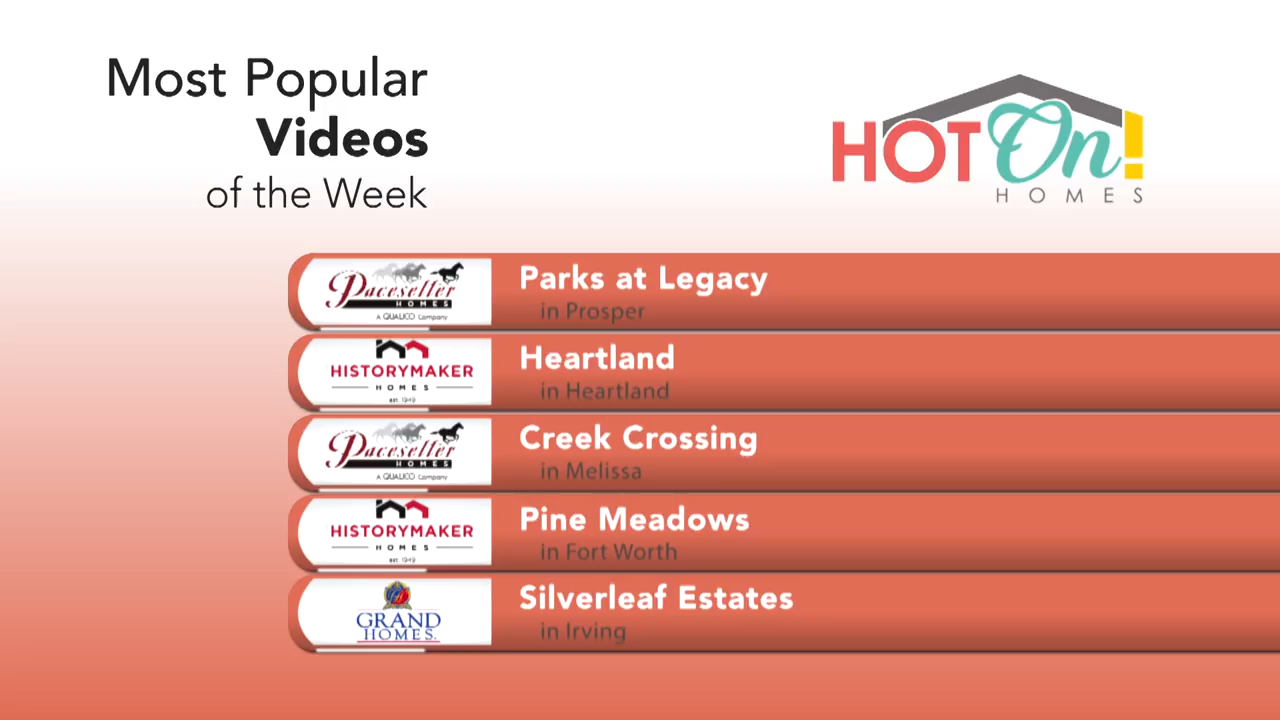 Most Popular
Videos
of the Week
HOT On!
HOMES
Pacesetter
HOMES
A QUALICO Company
Parks at Legacy
in Prosper
HISTORYMAKER
HOMES
est. 1949
Heartland
in Heartland
Pacesetter
HOMES
A QUALICO Company
Creek Crossing
in Melissa
HISTORYMAKER
HOMES
est. 1949
Pine Meadows
in Fort Worth
GRAND
HOMES.
Silverleaf Estates
in Irving